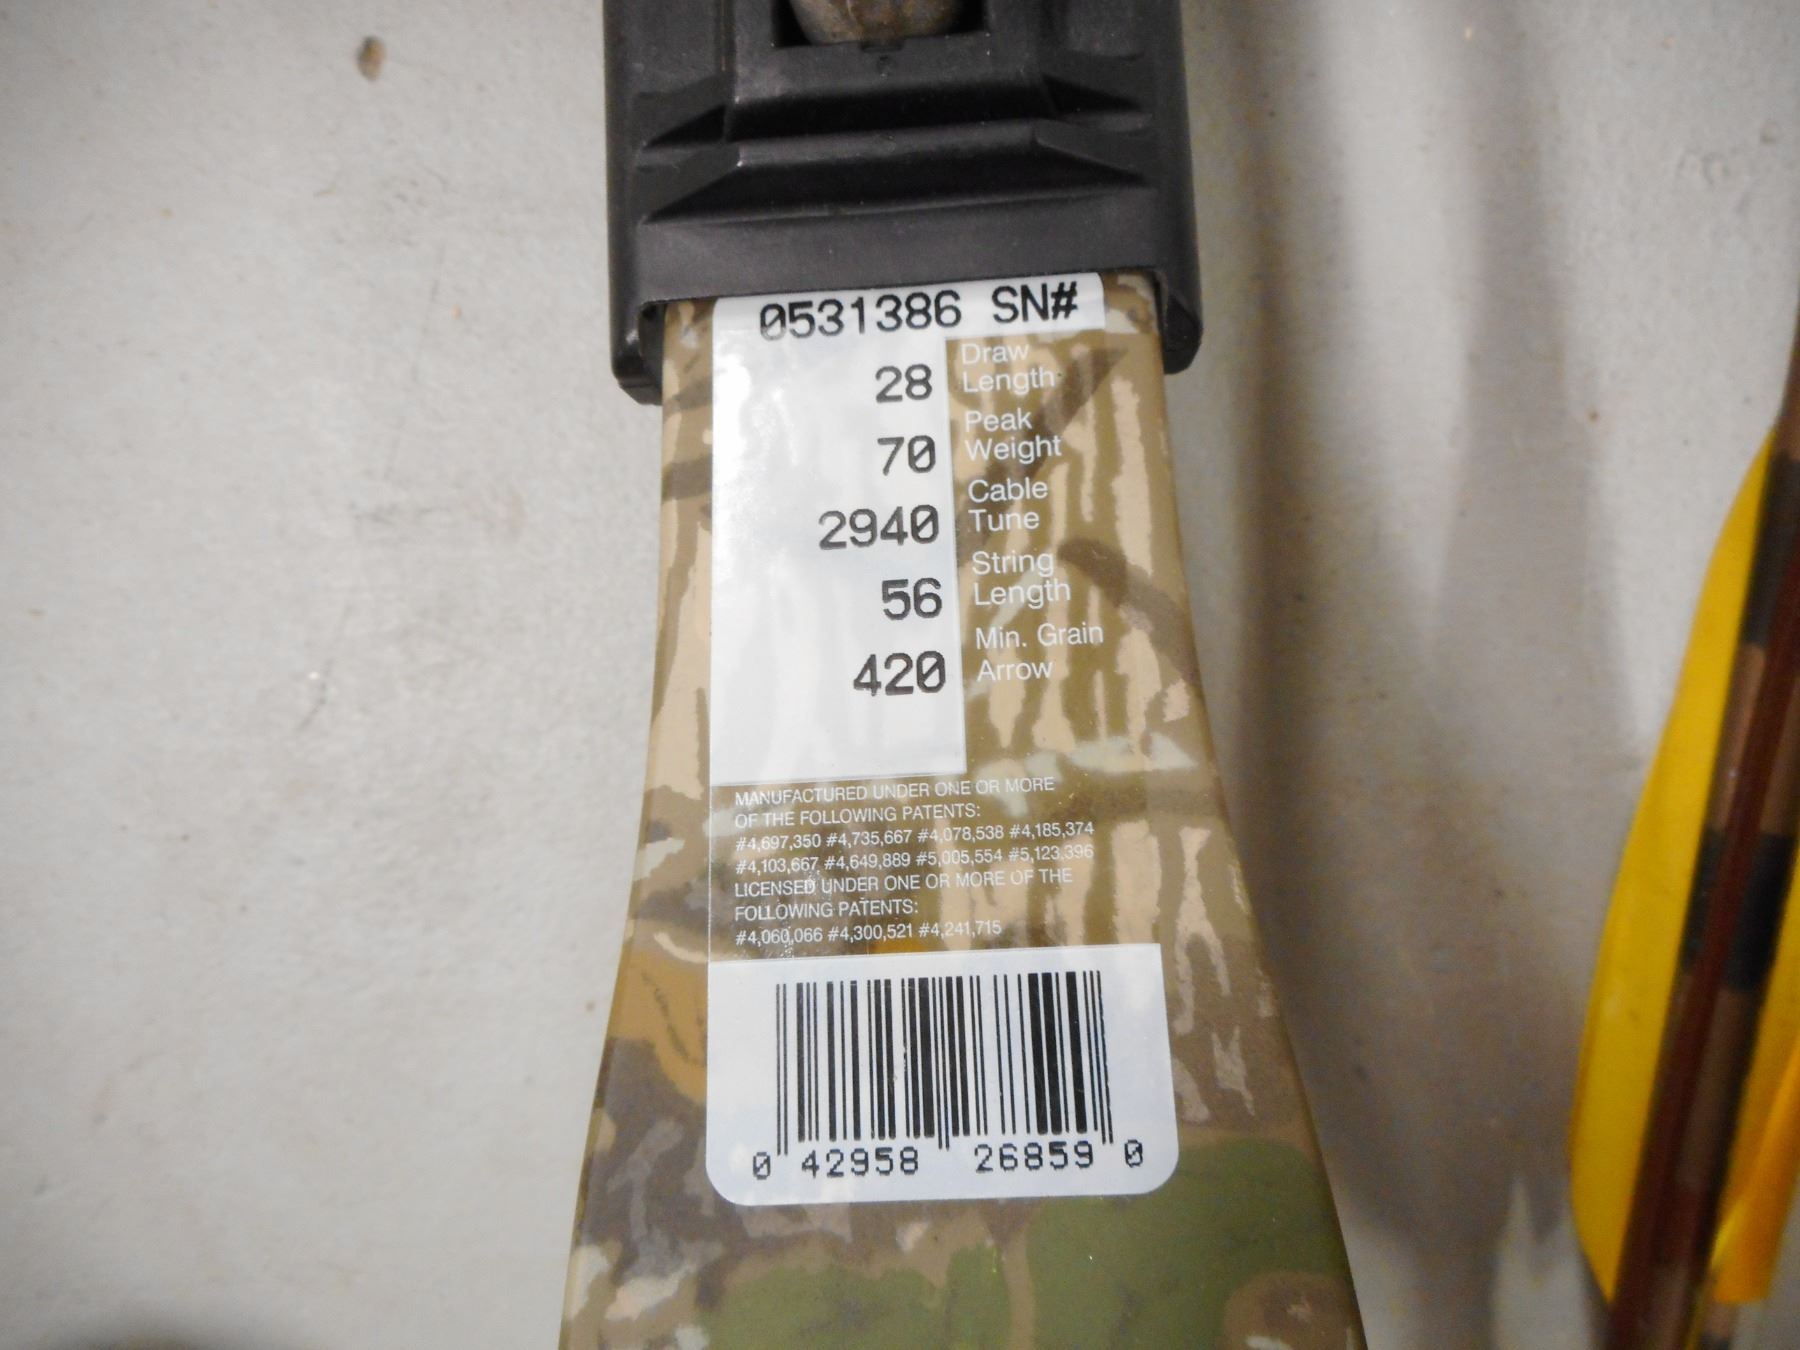 0531386 SN#
28 Draw Length
70 Peak Weight
2940 Cable Tune
56 String Length
420 Min. Grain Arrow
MANUFACTURED UNDER ONE OR MORE
OF THE FOLLOWING PATENTS:
#4,697,350 #4,735,667 #4,078,538 #4,185,374
#4,103,667 #4,649,889 #5,005,554 #5,123,396
LICENSED UNDER ONE OR MORE OF THE
FOLLOWING PATENTS:
#4,060,066 #4,300,521 #4,241,715
0 42958 26859 0